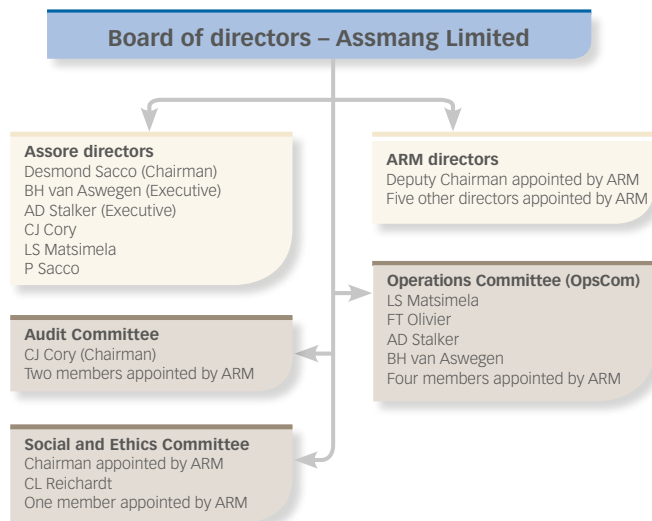 Board of directors – Assmang Limited
Assore directors
Desmond Sacco (Chairman)
BH van Aswegen (Executive)
AD Stalker (Executive)
CJ Cory
LS Matsimela
P Sacco
ARM directors
Deputy Chairman appointed by ARM
Five other directors appointed by ARM
Operations Committee (OpsCom)
LS Matsimela
FT Olivier
AD Stalker
BH van Aswegen
Four members appointed by ARM
Audit Committee
CJ Cory (Chairman)
Two members appointed by ARM
Social and Ethics Committee
Chairman appointed by ARM
CL Reichardt
One member appointed by ARM